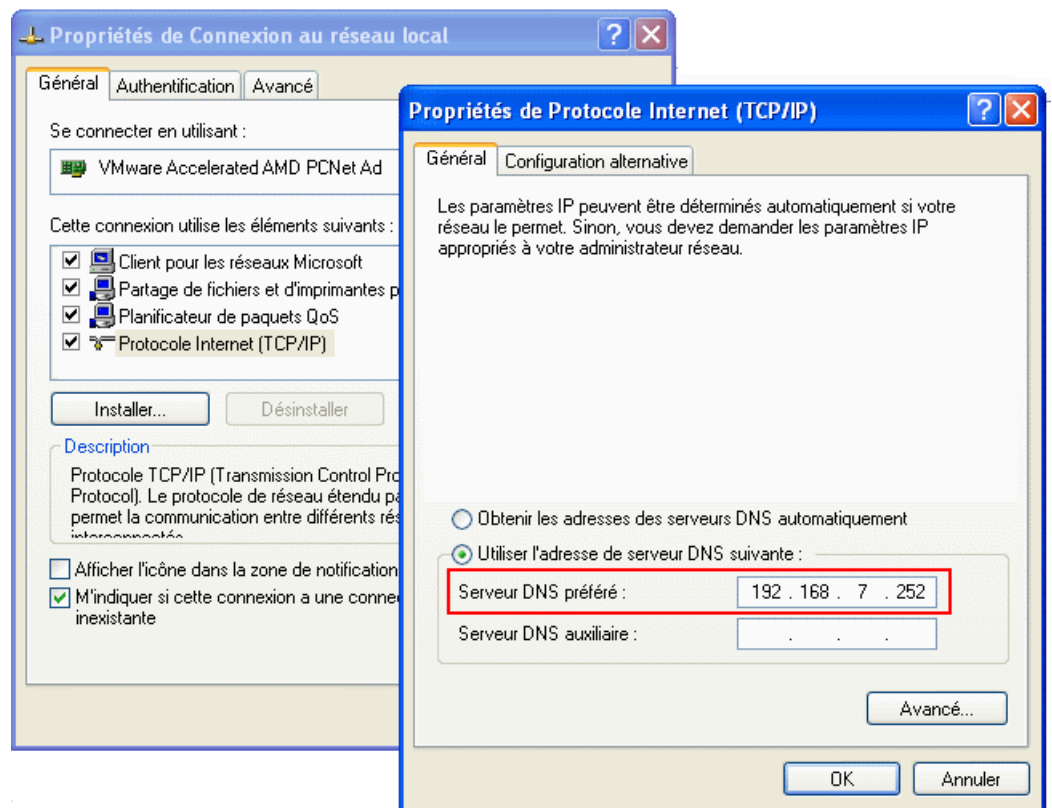 Propriétés de Connexion au réseau local
Général Authentification Avancé
Se connecter en utilisant :
VMware Accelerated AMD PCNet Ad
Cette connexion utilise les éléments suivants :
Client pour les réseaux Microsoft
Partage de fichiers et d'imprimantes p
Planificateur de paquets QoS
Protocole Internet (TCP/IP)
Installer... Désinstaller
Description
Protocole TCP/IP (Transmission Control Pro
Protocol). Le protocole de réseau étendu pa
permet la communication entre différents rés
interconnectés
Afficher l'icône dans la zone de notification
M'indiquer si cette connexion a une conne
inexistante
Propriétés de Protocole Internet (TCP/IP)
Général Configuration alternative
Les paramètres IP peuvent être déterminés automatiquement si votre
réseau le permet. Sinon, vous devez demander les paramètres IP
appropriés à votre administrateur réseau.
Obtenir les adresses des serveurs DNS automatiquement
Utiliser l'adresse de serveur DNS suivante :
Serveur DNS préféré : 192 . 168 . 7 . 252
Serveur DNS auxiliaire : . . .
Avancé...
OK Annuler